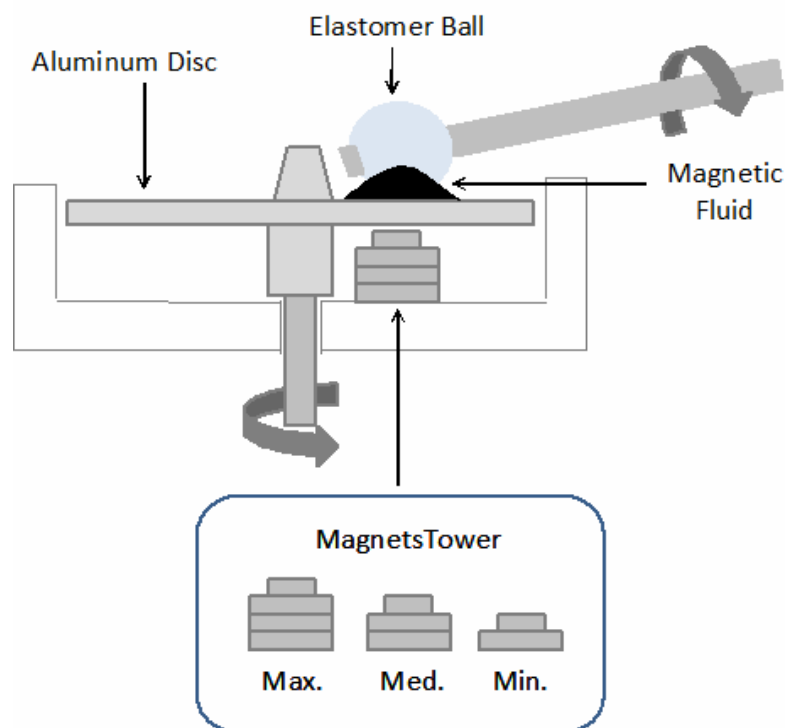 Elastomer Ball
Aluminum Disc
Magnetic
Fluid
MagnetsTower
Max. Med. Min.